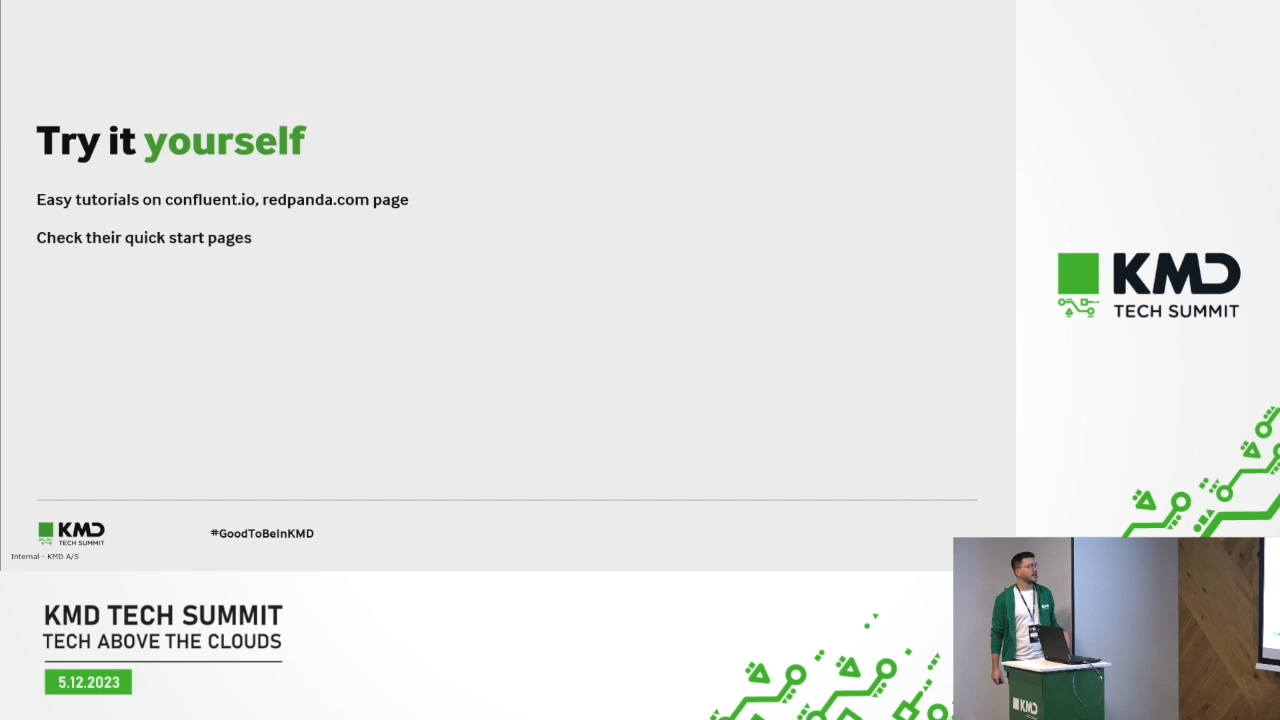 Try it yourself
Easy tutorials on confluent.io, redpanda.com page
Check their quick start pages
KMD
TECH SUMMIT
KMD
TECH SUMMIT
#GoodToBeInKMD
Internal - KMD A/S
KMD TECH SUMMIT
TECH ABOVE THE CLOUDS
5.12.2023
KMD